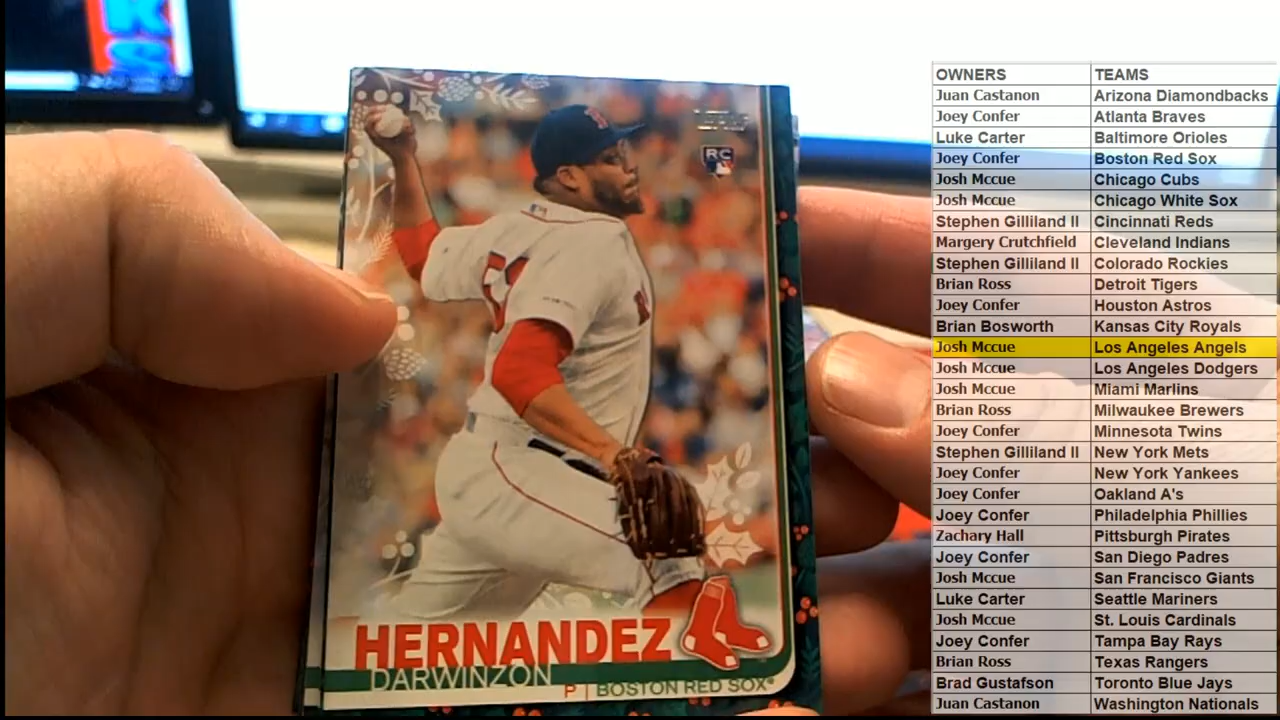 KS
RC
HERNANDEZ
DARWINZON
P | BOSTON RED SOX
OWNERS TEAMS
Juan Castanon Arizona Diamondbacks
Joey Confer Atlanta Braves
Luke Carter Baltimore Orioles
Joey Confer Boston Red Sox
Josh Mccue Chicago Cubs
Josh Mccue Chicago White Sox
Stephen Gilliland II Cincinnati Reds
Margery Crutchfield Cleveland Indians
Stephen Gilliland II Colorado Rockies
Brian Ross Detroit Tigers
Joey Confer Houston Astros
Brian Bosworth Kansas City Royals
Josh Mccue Los Angeles Angels
Josh Mccue Los Angeles Dodgers
Josh Mccue Miami Marlins
Brian Ross Milwaukee Brewers
Joey Confer Minnesota Twins
Stephen Gilliland II New York Mets
Joey Confer New York Yankees
Joey Confer Oakland A's
Joey Confer Philadelphia Phillies
Zachary Hall Pittsburgh Pirates
Joey Confer San Diego Padres
Josh Mccue San Francisco Giants
Luke Carter Seattle Mariners
Josh Mccue St. Louis Cardinals
Joey Confer Tampa Bay Rays
Brian Ross Texas Rangers
Brad Gustafson Toronto Blue Jays
Juan Castanon Washington Nationals